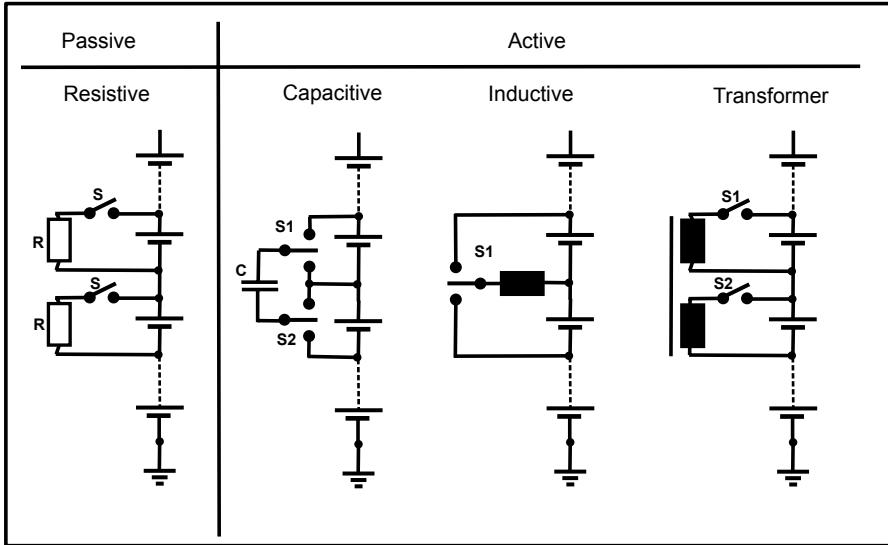 Passive Active
Resistive Capacitive Inductive Transformer
S S1
S1 S1
R
C
S S2
R
S2